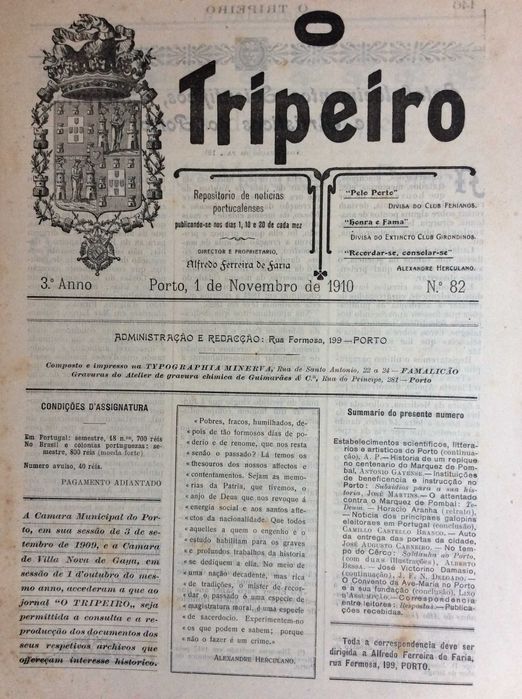 O
Tripeiro
Repositorio de noticias
portucalenses
publicando-se nos dias 1, 10 e 20 de cada mez
DIRECTOR E PROPRIETARIO,
Alfredo Ferreira de Faria
"Pelo Porto"
DIVISA DO CLUB FENIANOS.
"Honra e Fama"
DIVISA DO EXTINCTO CLUB GIRONDINOS.
"Recordar-se, consolar-se"
ALEXANDRE HERCULANO.
3.º Anno
Porto, 1 de Novembro de 1910
N.º 82
ADMINISTRAÇÃO E REDACÇÃO: Rua Formosa, 199 — PORTO
Composto e impresso na TYPOGRAPHIA MINERVA, Rua de Santo Antonio, 22 a 24 — FAMALICÃO
Gravuras do Atelier de gravura chimica de Guimarães & C.ª, Rua do Principe, 281 — Porto
CONDIÇÕES D'ASSIGNATURA
Em Portugal: semestre, 18 n.os, 700 réis
No Brasil e colonias portuguezas: se-
mestre, 800 réis (moeda forte).
Numero avulso, 40 réis.
PAGAMENTO ADIANTADO
A Camara Municipal do Por-
to, em sua sessão de 3 de se-
tembro de 1909, e a Camara
de Villa Nova de Gaya, em
sessão de 1 d'outubro do mes-
mo anno, accederam a que ao
jornal "O TRIPEIRO,, seja
permittida a consulta e a re-
producção dos documentos dos
seus respetivos archivos que
offereçam interesse historico.
«Pobres, fracos, humilhados, de-
pois de tão formosos dias de po-
derio e de renome, que nos resta
senão o passado? Lá temos os
thesouros dos nossos affectos e
contentamentos. Sejam as memo-
rias da Patria, que tivemos, o
anjo de Deus que nos revoque á
energia social e aos santos affe-
ctos da nacionalidade. Que todos
aquelles a quem o engenho e o
estudo habilitam para os graves
e profundos trabalhos da historia
se dediquem a ella. No meio de
uma nação decadente, mas rica
de tradições, o mister de recor-
dar o passado é uma especie de
magistratura moral, é uma especie
de sacerdocio. Experimentem-no
os que podem e sabem; porque
não o fazer é um crime.»
ALEXANDRE HERCULANO.
Summario do presente numero
Estabelecimentos scientificos, littera-
rios e artisticos do Porto (continua-
ção), A. P. — Historia de um repique
no centenario do Marquez de Pom-
bal, ANTONIO GAYENSE. — Instituições
de beneficencia e instrucção no
Porto: Subsidios para a sua his-
toria, JOSÉ MARTINS. — O attentado
contra o Marquez de Pombal:
Horacio Aranha (retrato).
— Noticia dos principaes galopins
eleitoraes em Portugal (conclusão),
CAMILLO CASTELLO BRANCO. — Auto
da entrega das portas da cidade,
JOSÉ AUGUSTO CARNEIRO. — No tem-
po do Cêrco: Soldadinho ao Porto,
(com duas illustrações), ALBERTO
BESSA. — José Victorino Damasio,
(continuação), J. F. N. DELGADO. —
O Convento da Ave-Maria no Porto
e a sua fundação (conclusão), LINO
D'ASSUMPÇÃO. — Correspondencia
entre leitores: Respostas. — Publica-
ções recebidas.
Toda a correspondencia deve ser
dirigida a Alfredo Ferreira de Faria,
rua Formosa, 199, PORTO.